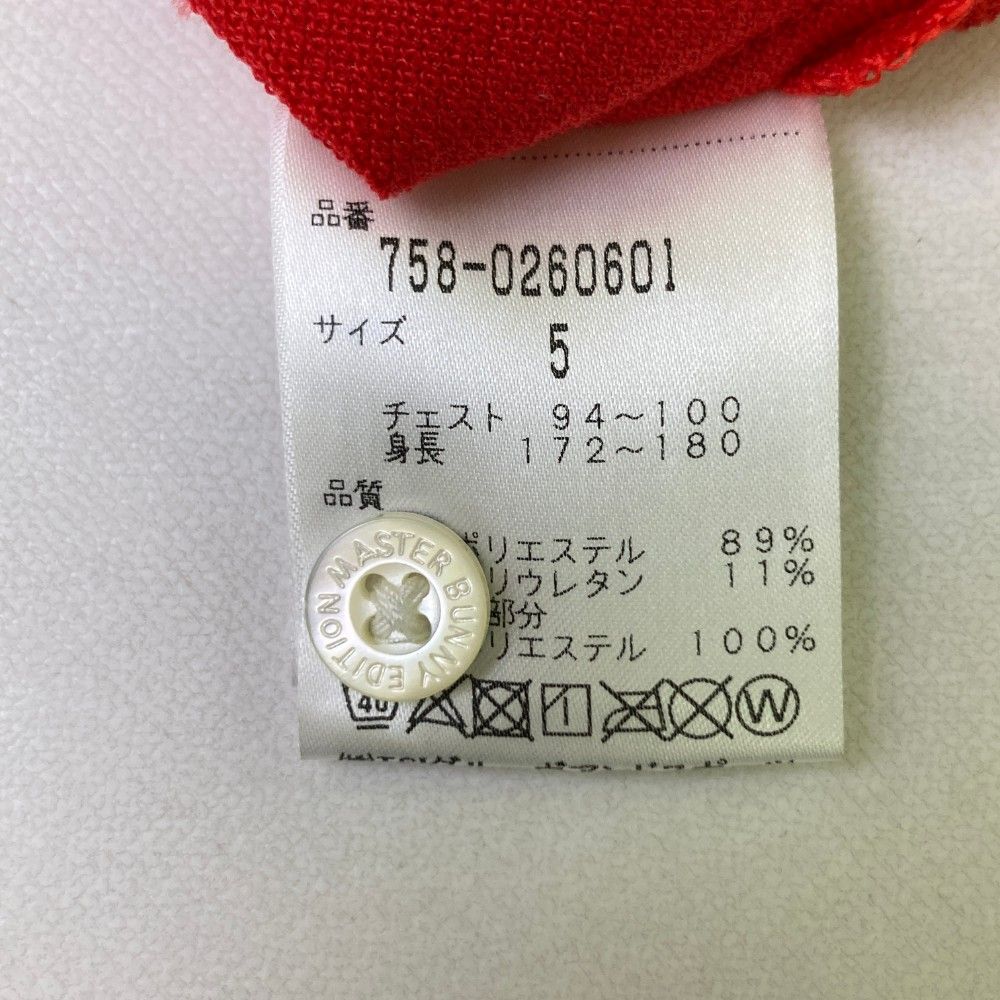 品番
758-0260601
サイズ
5
チェスト 94～100
身長 172～180
品質
ポリエステル 89%
リウレタン 11%
部分
リエステル 100%
MASTER BUNNY EDITION
40
W